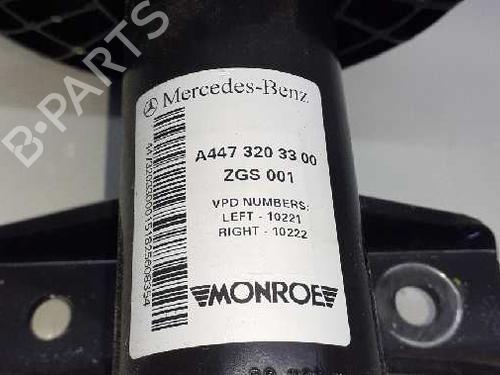 Mercedes-Benz
A447 320 33 00
ZGS 001
VPD NUMBERS:
LEFT - 10221
RIGHT - 10222
MONROE
B-PARTS